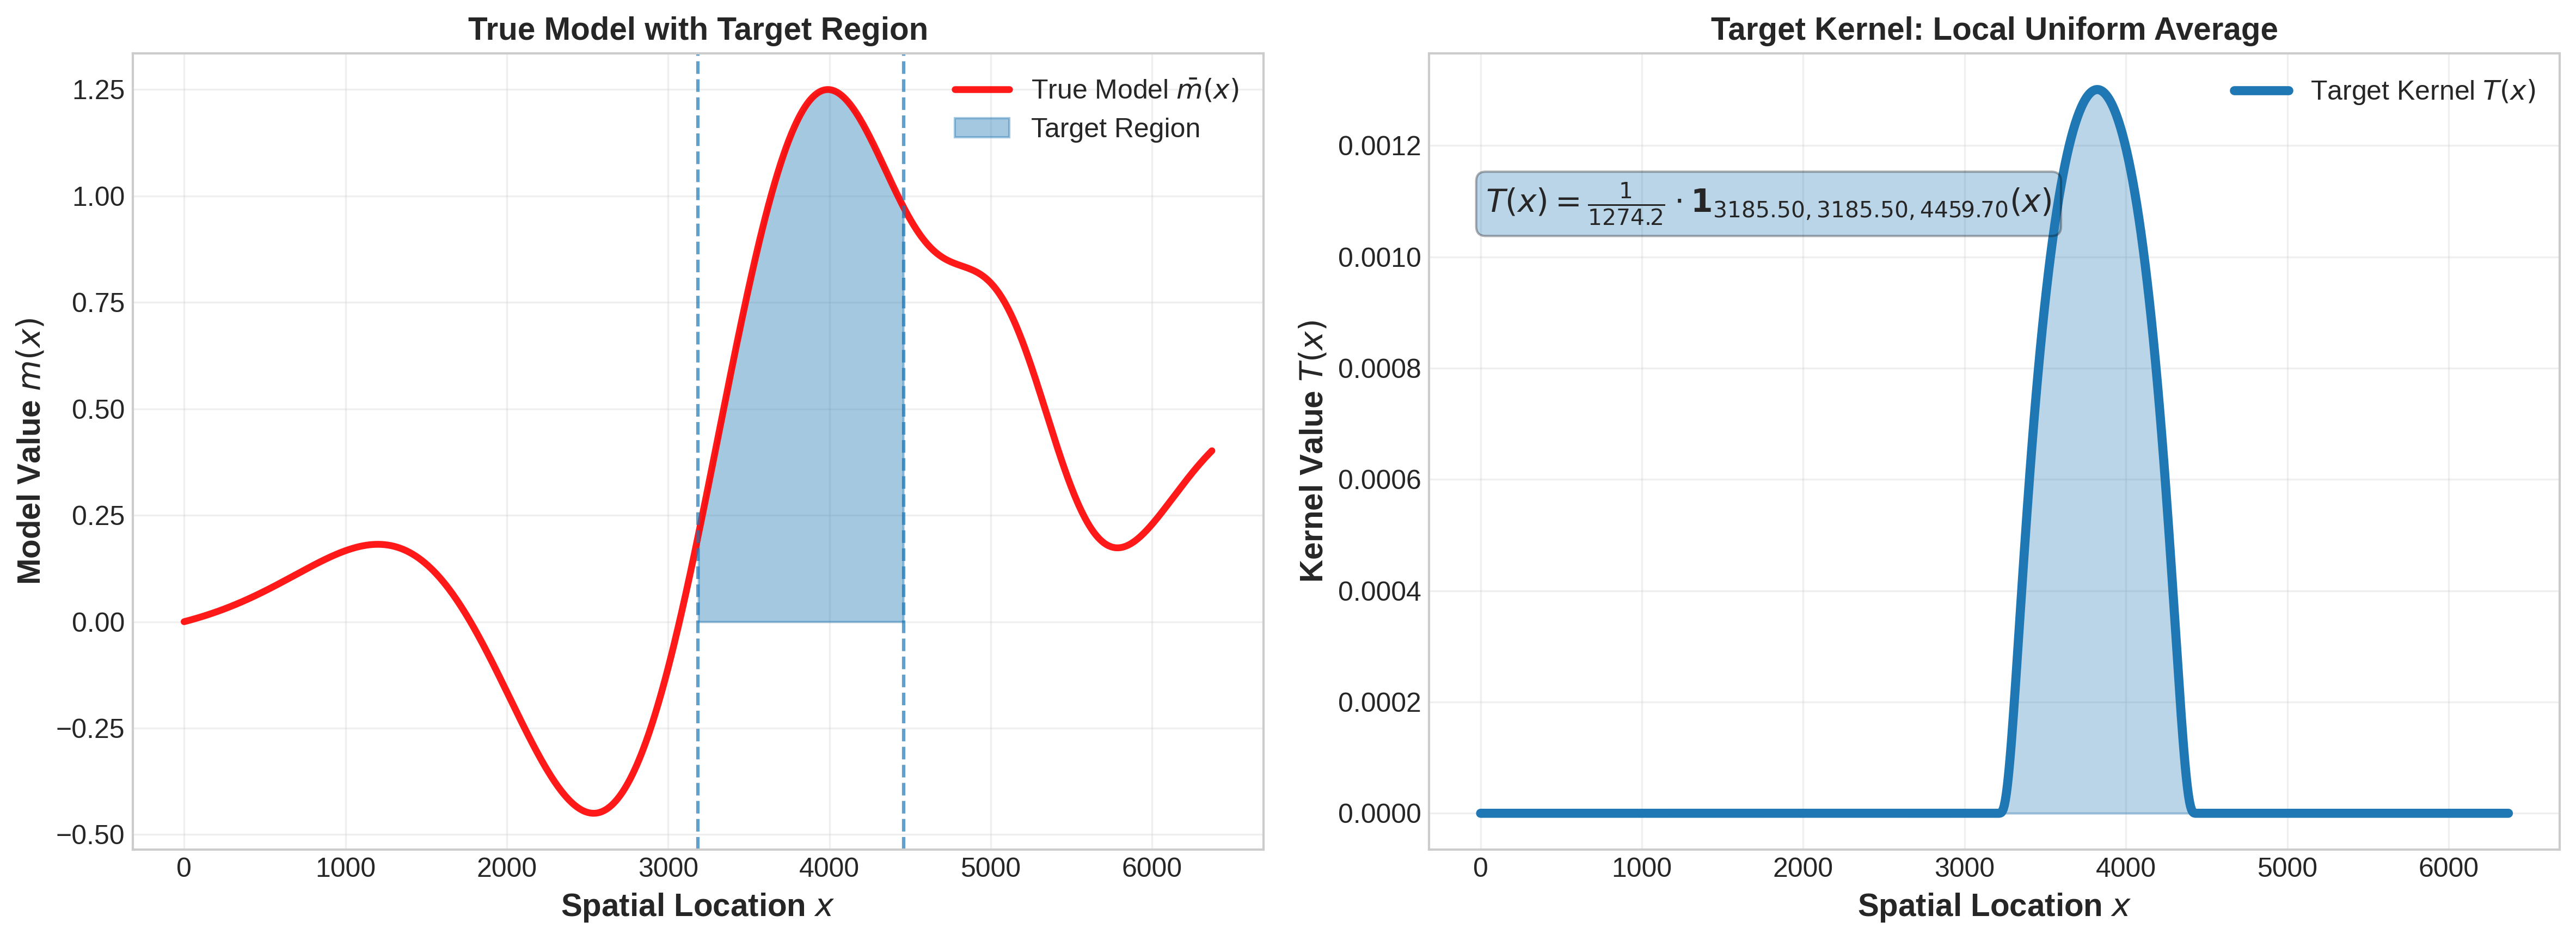 True Model with Target Region
True Model m̄(x)
Target Region
Model Value m(x)
1.25
1.00
0.75
0.50
0.25
0.00
−0.25
−0.50
0 1000 2000 3000 4000 5000 6000
Spatial Location x
Target Kernel: Local Uniform Average
Target Kernel T(x)
T(x) = 1/1274.2 · 𝟏3185.50, 3185.50, 4459.70(x)
Kernel Value T(x)
0.0012
0.0010
0.0008
0.0006
0.0004
0.0002
0.0000
0 1000 2000 3000 4000 5000 6000
Spatial Location x